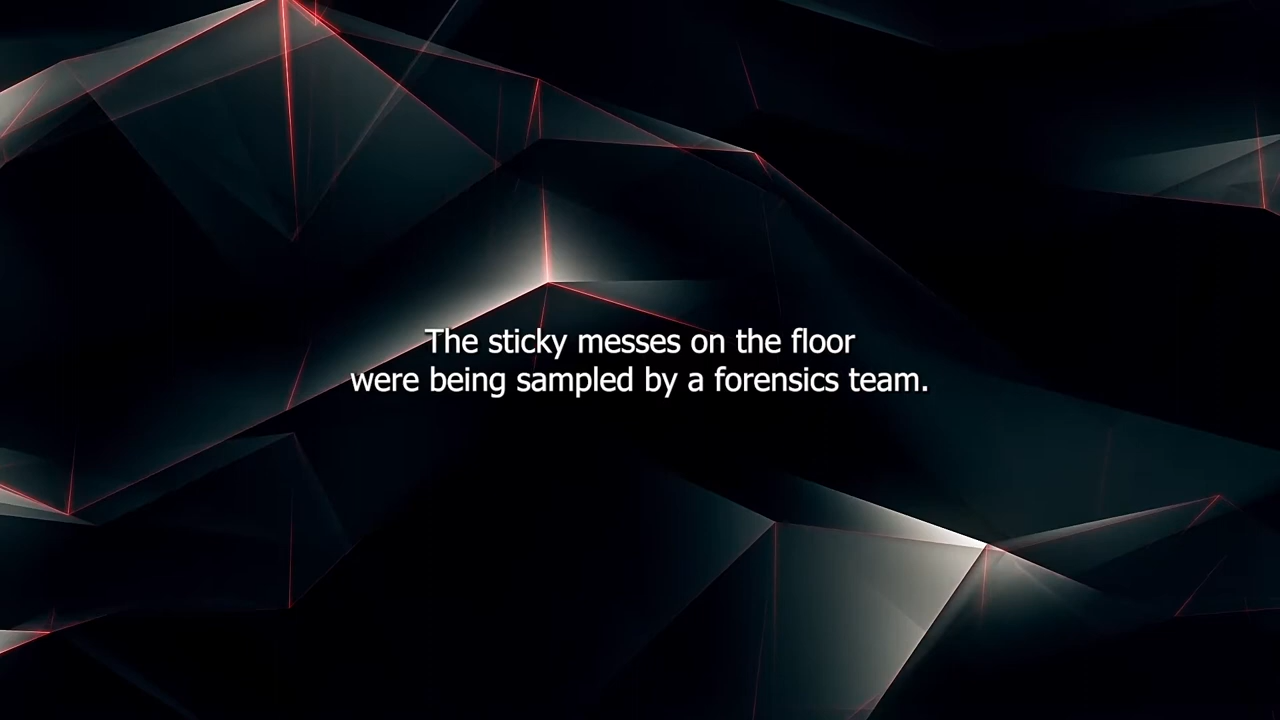 The sticky messes on the floor
were being sampled by a forensics team.